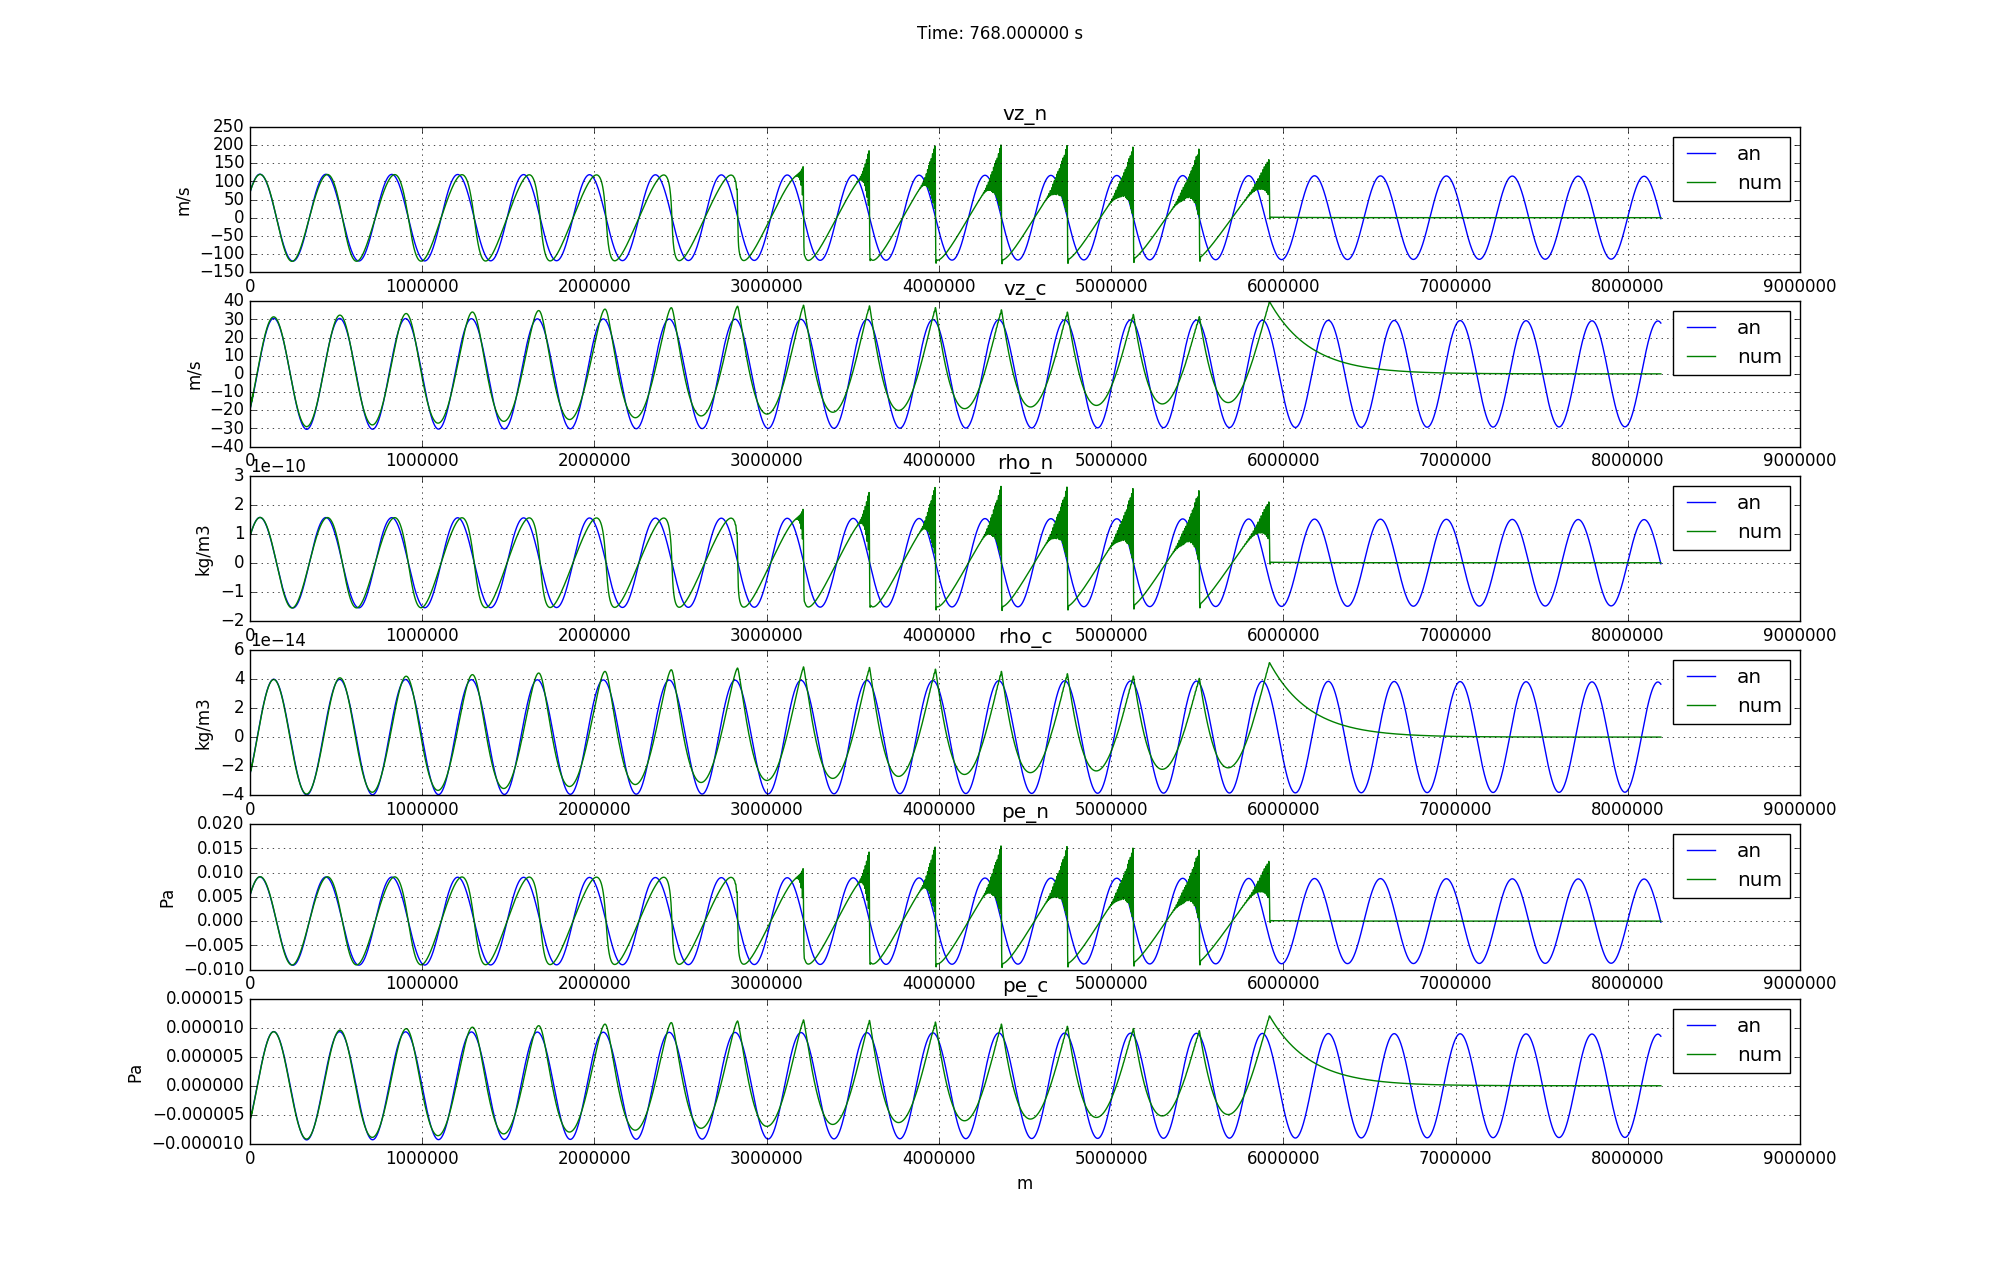 Time: 768.000000 s
vz_n
250
200
150
100
50
0
−50
−100
−150
m/s
an
num
0 1000000 2000000 3000000 4000000 5000000 6000000 7000000 8000000 9000000
vz_c
40
30
20
10
0
−10
−20
−30
−40
m/s
an
num
0 1000000 2000000 3000000 4000000 5000000 6000000 7000000 8000000 9000000
1e−10
rho_n
3
2
1
0
−1
−2
kg/m3
an
num
0 1000000 2000000 3000000 4000000 5000000 6000000 7000000 8000000 9000000
1e−14
rho_c
6
4
2
0
−2
−4
kg/m3
an
num
0 1000000 2000000 3000000 4000000 5000000 6000000 7000000 8000000 9000000
pe_n
0.020
0.015
0.010
0.005
0.000
−0.005
−0.010
Pa
an
num
0 1000000 2000000 3000000 4000000 5000000 6000000 7000000 8000000 9000000
pe_c
0.000015
0.000010
0.000005
0.000000
−0.000005
−0.000010
Pa
an
num
0 1000000 2000000 3000000 4000000 5000000 6000000 7000000 8000000 9000000
m